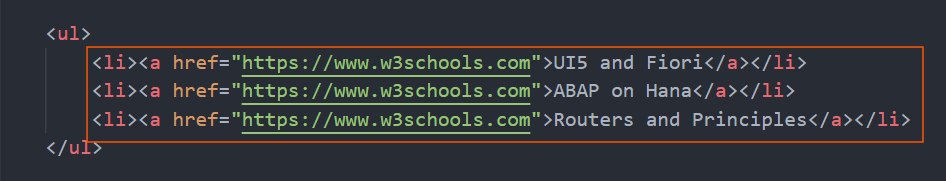 <ul>
<li><a href="https://www.w3schools.com">UI5 and Fiori</a></li>
<li><a href="https://www.w3schools.com">ABAP on Hana</a></li>
<li><a href="https://www.w3schools.com">Routers and Principles</a></li>
</ul>